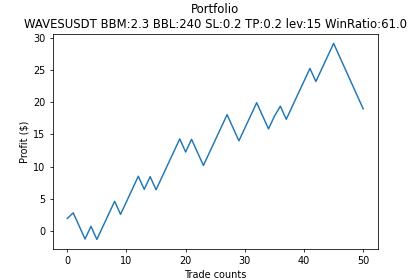 Portfolio
WAVESUSDT BBM:2.3 BBL:240 SL:0.2 TP:0.2 lev:15 WinRatio:61.0
30
25
20
15
10
5
0
Profit ($)
0 10 20 30 40 50
Trade counts